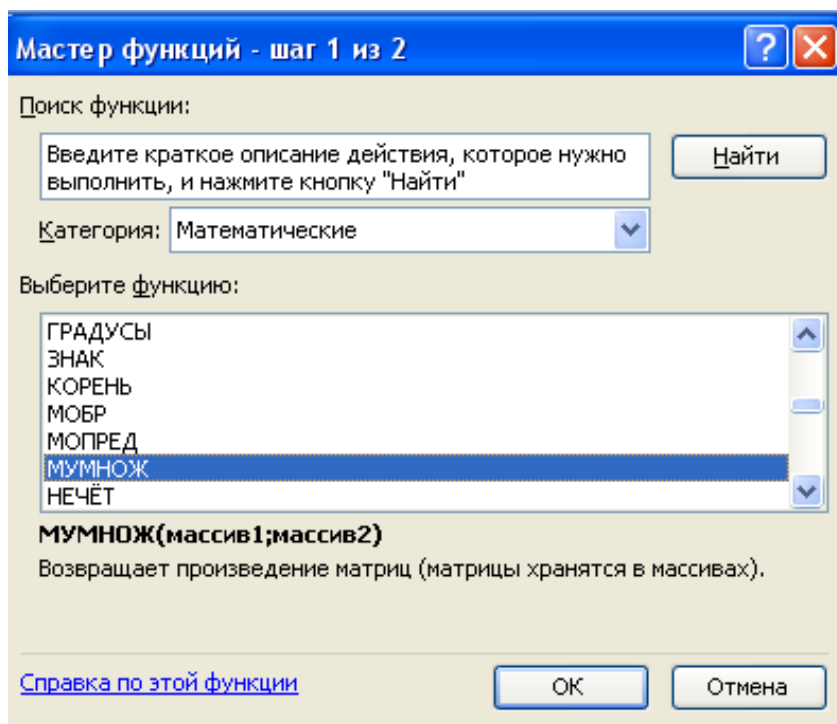 Мастер функций - шаг 1 из 2
Поиск функции:
Введите краткое описание действия, которое нужно
выполнить, и нажмите кнопку "Найти"
Найти
Категория: Математические
Выберите функцию:
ГРАДУСЫ
ЗНАК
КОРЕНЬ
МОБР
МОПРЕД
МУМНОЖ
НЕЧЁТ
МУМНОЖ(массив1;массив2)
Возвращает произведение матриц (матрицы хранятся в массивах).
Справка по этой функции
ОК
Отмена